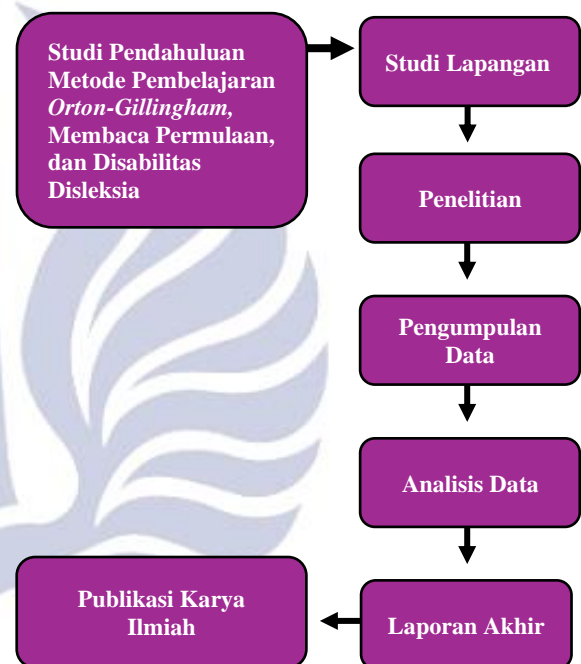 Studi Pendahuluan
Metode Pembelajaran
Orton-Gillingham,
Membaca Permulaan,
dan Disabilitas
Disleksia
Studi Lapangan
Penelitian
Pengumpulan
Data
Analisis Data
Laporan Akhir
Publikasi Karya
Ilmiah